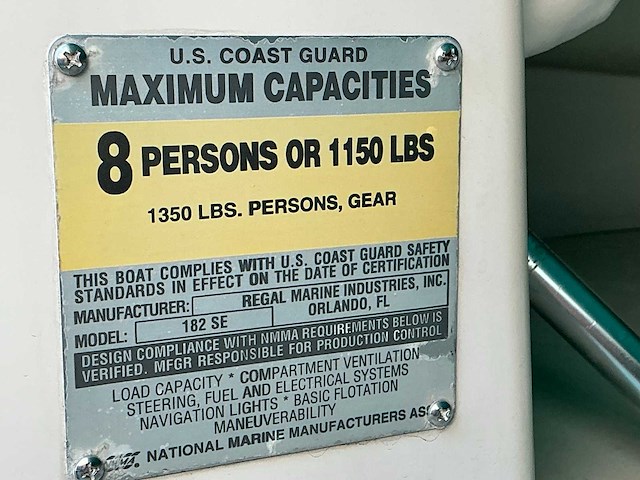 U.S. COAST GUARD
MAXIMUM CAPACITIES
8 PERSONS OR 1150 LBS
1350 LBS. PERSONS, GEAR
THIS BOAT COMPLIES WITH U.S. COAST GUARD SAFETY
STANDARDS IN EFFECT ON THE DATE OF CERTIFICATION
MANUFACTURER: REGAL MARINE INDUSTRIES, INC.
ORLANDO, FL
MODEL: 182 SE
DESIGN COMPLIANCE WITH NMMA REQUIREMENTS BELOW IS
VERIFIED. MFGR RESPONSIBLE FOR PRODUCTION CONTROL
LOAD CAPACITY * COMPARTMENT VENTILATION
STEERING, FUEL AND ELECTRICAL SYSTEMS
NAVIGATION LIGHTS * BASIC FLOTATION
MANEUVERABILITY
NATIONAL MARINE MANUFACTURERS